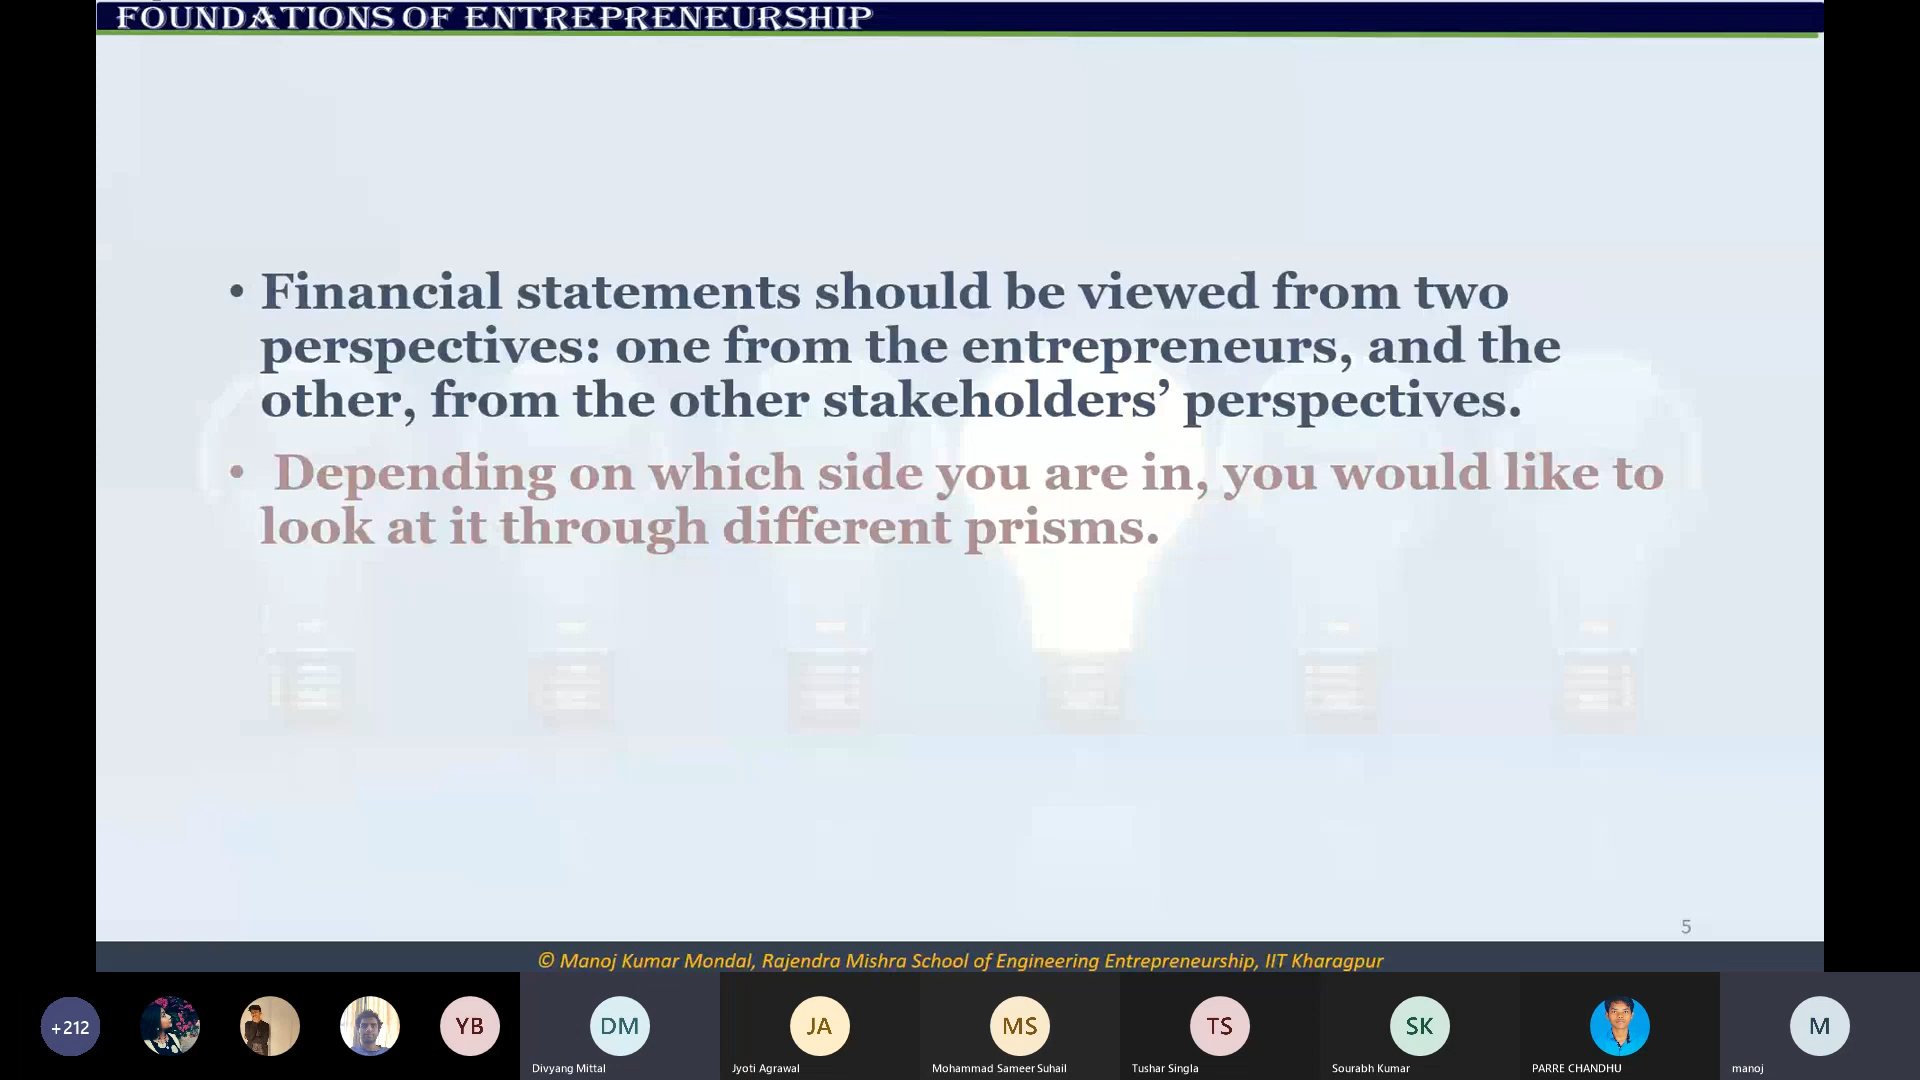 FOUNDATIONS OF ENTREPRENEURSHIP
• Financial statements should be viewed from two
perspectives: one from the entrepreneurs, and the
other, from the other stakeholders’ perspectives.
• Depending on which side you are in, you would like to
look at it through different prisms.
5
© Manoj Kumar Mondal, Rajendra Mishra School of Engineering Entrepreneurship, IIT Kharagpur
+212
YB
DM
JA
MS
TS
SK
M
Divyang Mittal
Jyoti Agrawal
Mohammad Sameer Suhail
Tushar Singla
Sourabh Kumar
PARRE CHANDHU
manoj